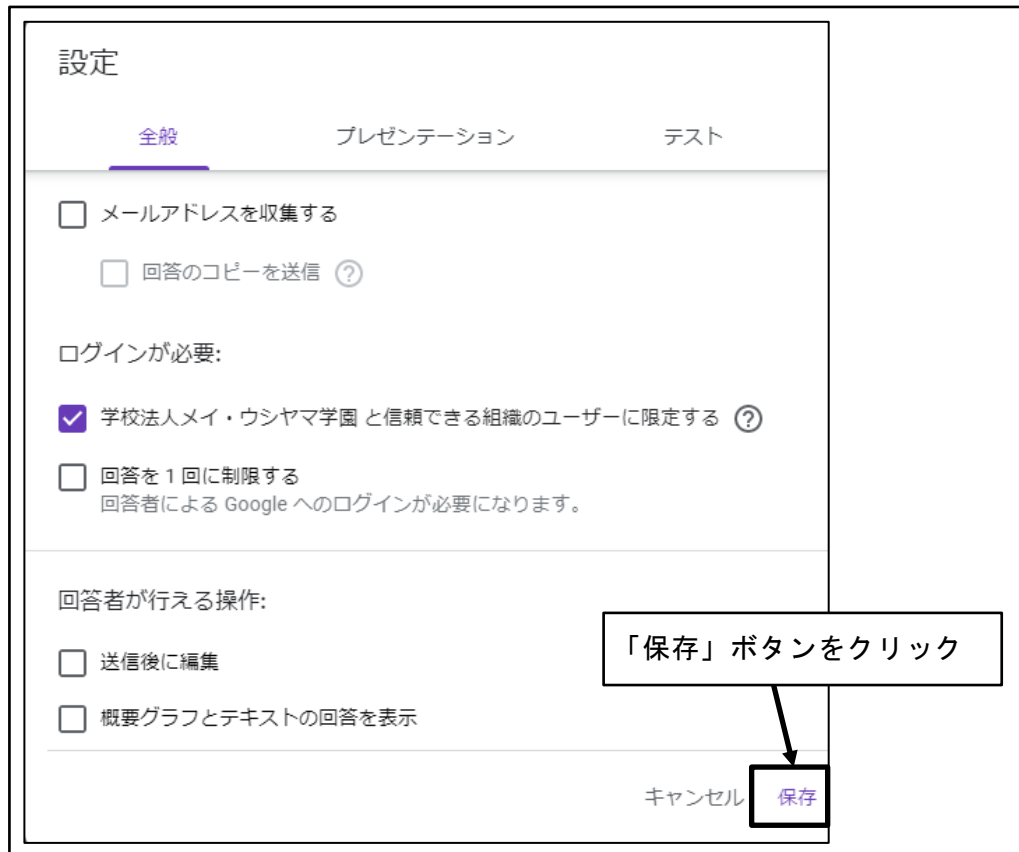 設定
全般 プレゼンテーション テスト
メールアドレスを収集する
回答のコピーを送信 ?
ログインが必要:
学校法人メイ・ウシヤマ学園 と信頼できる組織のユーザーに限定する ?
回答を 1 回に制限する
回答者による Google へのログインが必要になります。
回答者が行える操作:
「保存」ボタンをクリック
送信後に編集
概要グラフとテキストの回答を表示
キャンセル 保存